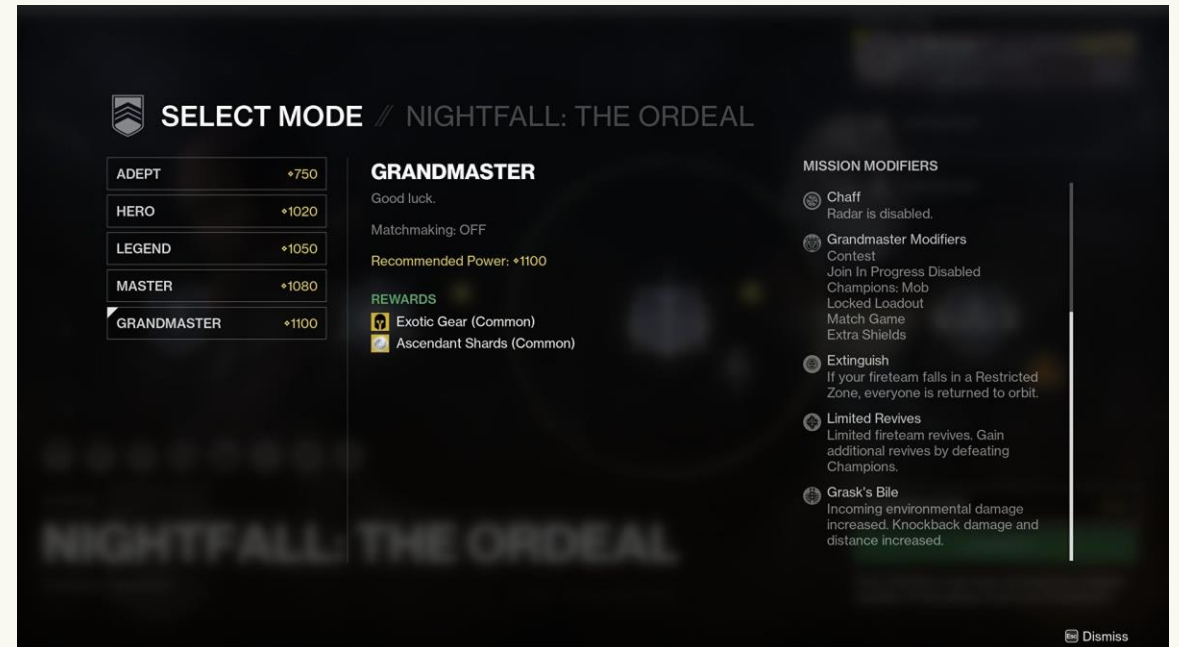 SELECT MODE // NIGHTFALL: THE ORDEAL
ADEPT 750
HERO 1020
LEGEND 1050
MASTER 1080
GRANDMASTER 1100
GRANDMASTER
Good luck.
Matchmaking: OFF
Recommended Power: 1100
REWARDS
Exotic Gear (Common)
Ascendant Shards (Common)
MISSION MODIFIERS
Chaff
Radar is disabled.
Grandmaster Modifiers
Contest
Join In Progress Disabled
Champions: Mob
Locked Loadout
Match Game
Extra Shields
Extinguish
If your fireteam falls in a Restricted
Zone, everyone is returned to orbit.
Limited Revives
Limited fireteam revives. Gain
additional revives by defeating
Champions.
Grask's Bile
Incoming environmental damage
increased. Knockback damage and
distance increased.
NIGHTFALL: THE ORDEAL
Esc Dismiss